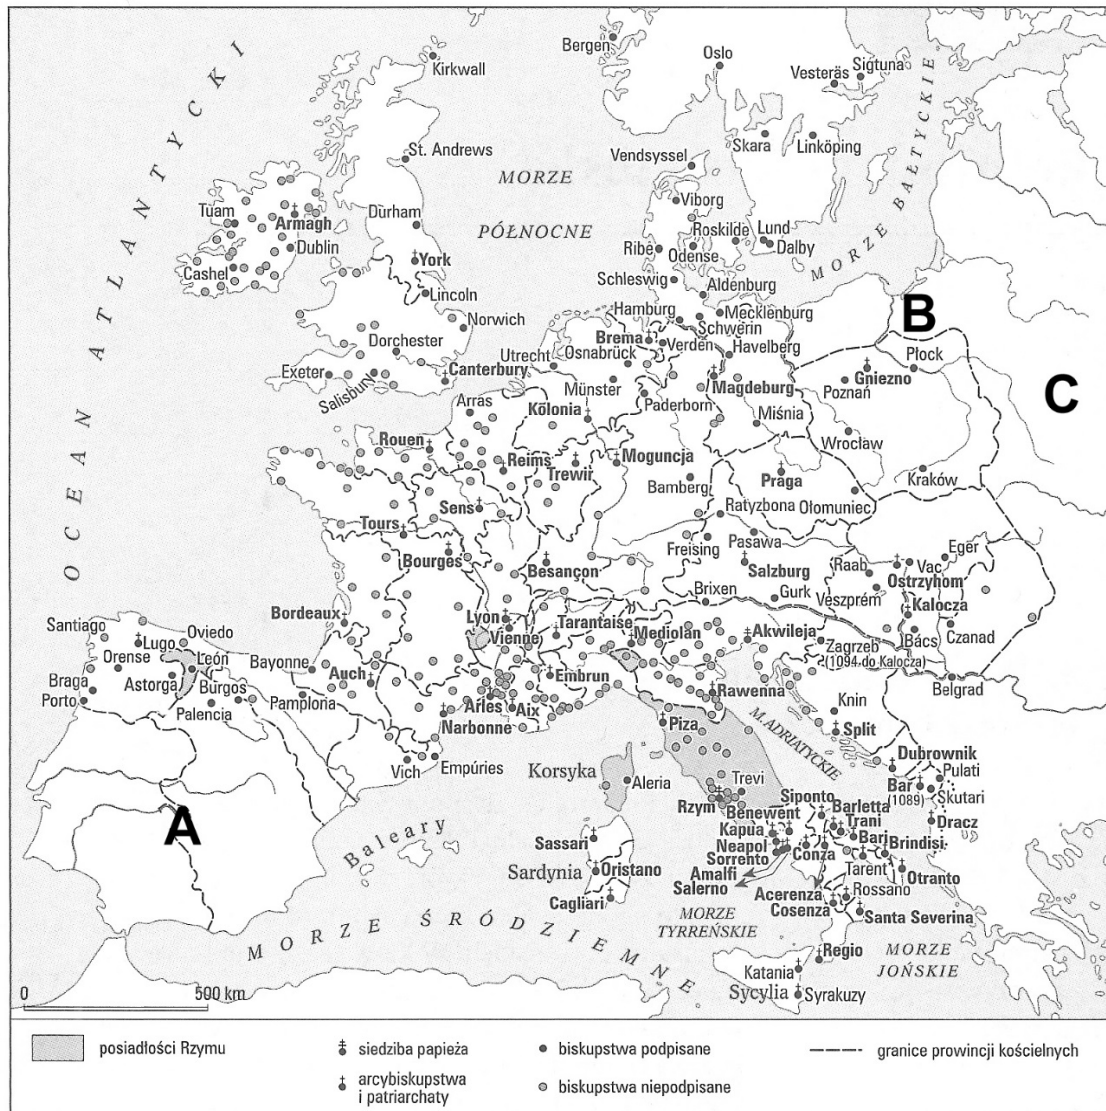 Bergen
Kirkwall
Oslo
Vesteräs
Sigtuna
Skara
Linköping
St. Andrews
Vendsyssel
MORZE
PÓŁNOCNE
MORZE BAŁTYCKIE
OCEAN ATLANTYCKI
Viborg
Tuam
Armagh
Durham
Roskilde
Lund
Dalby
Dublin
Ribe
Odense
Cashel
York
Schleswig
Aldenburg
Lincoln
Hamburg
Mecklenburg
Schwerin
B
Norwich
Brema
Verden
Havelberg
Dorchester
Utrecht
Osnabrück
Płock
Exeter
Salisbury
Canterbury
Münster
Magdeburg
Poznań
Gniezno
C
Arras
Kolonia
Paderborn
Miśnia
Wrocław
Rouen
Reims
Trewir
Moguncja
Praga
Kraków
Bamberg
Sens
Ratyzbona
Ołomuniec
Tours
Freising
Pasawa
Eger
Bourges
Besançon
Salzburg
Raab
Vac
Ostrzyhom
Brixen
Gurk
Veszprém
Kalocza
Bordeaux
Lyon
Tarantaise
Mediolan
Akwileja
Bács
Czanad
Santiago
Oviedo
Vienne
Zagrzeb
(1094 do Kalocza)
Lugo
Orense
León
Bayonne
Auch
Embrun
Belgrad
Braga
Astorga
Burgos
Rawenna
Knin
Porto
Palencia
Pamplona
Arles
Aix
Narbonne
Piza
Split
M. ADRIATYCKIE
Vich
Empúries
Korsyka
Aleria
Trevi
Dubrownik
Bar
(1089)
Pulati
Skutari
A
Baleary
Rzym
Siponto
Benewent
Barletta
Trani
Dracz
Sassari
Kapua
Neapol
Bari
Brindisi
Sardynia
Oristano
Sorrento
Conza
Tarent
Amalfi
Salerno
Otranto
Cagliari
Acerenza
Rossano
Cosenza
Santa Severina
MORZE ŚRÓDZIEMNE
MORZE
TYRREŃSKIE
Regio
MORZE
JOŃSKIE
Katania
Sycylia
Syrakuzy
0
500 km
posiadłości Rzymu
siedziba papieża
biskupstwa podpisane
granice prowincji kościelnych
arcybiskupstwa
i patriarchaty
biskupstwa niepodpisane